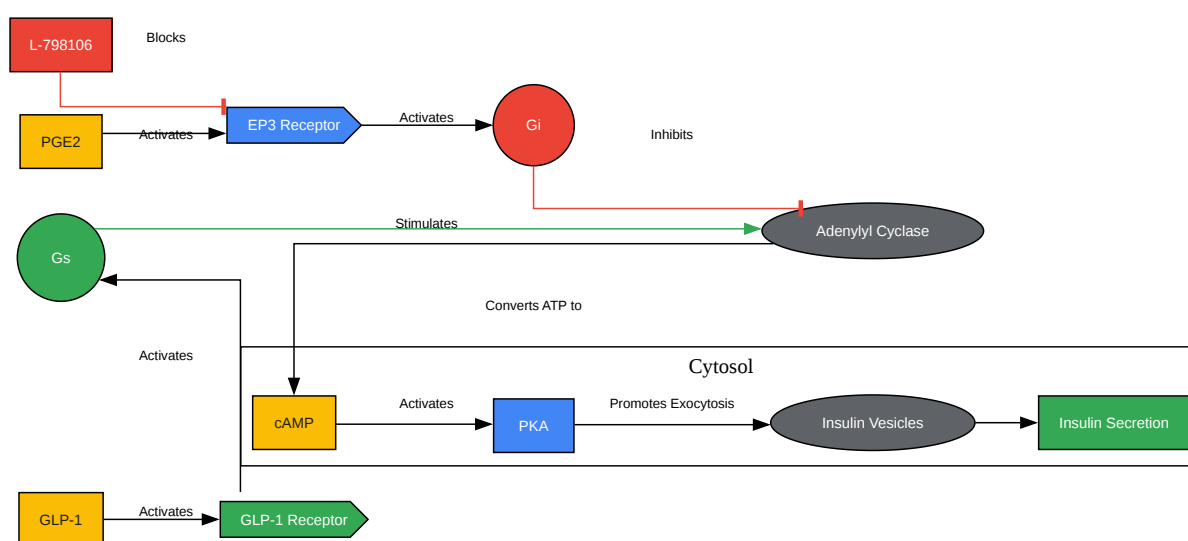 L-798106
Blocks
PGE2
Activates
EP3 Receptor
Activates
Gi
Inhibits
Gs
Stimulates
Adenylyl Cyclase
Converts ATP to
Activates
Cytosol
cAMP
Activates
PKA
Promotes Exocytosis
Insulin Vesicles
Insulin Secretion
GLP-1
Activates
GLP-1 Receptor